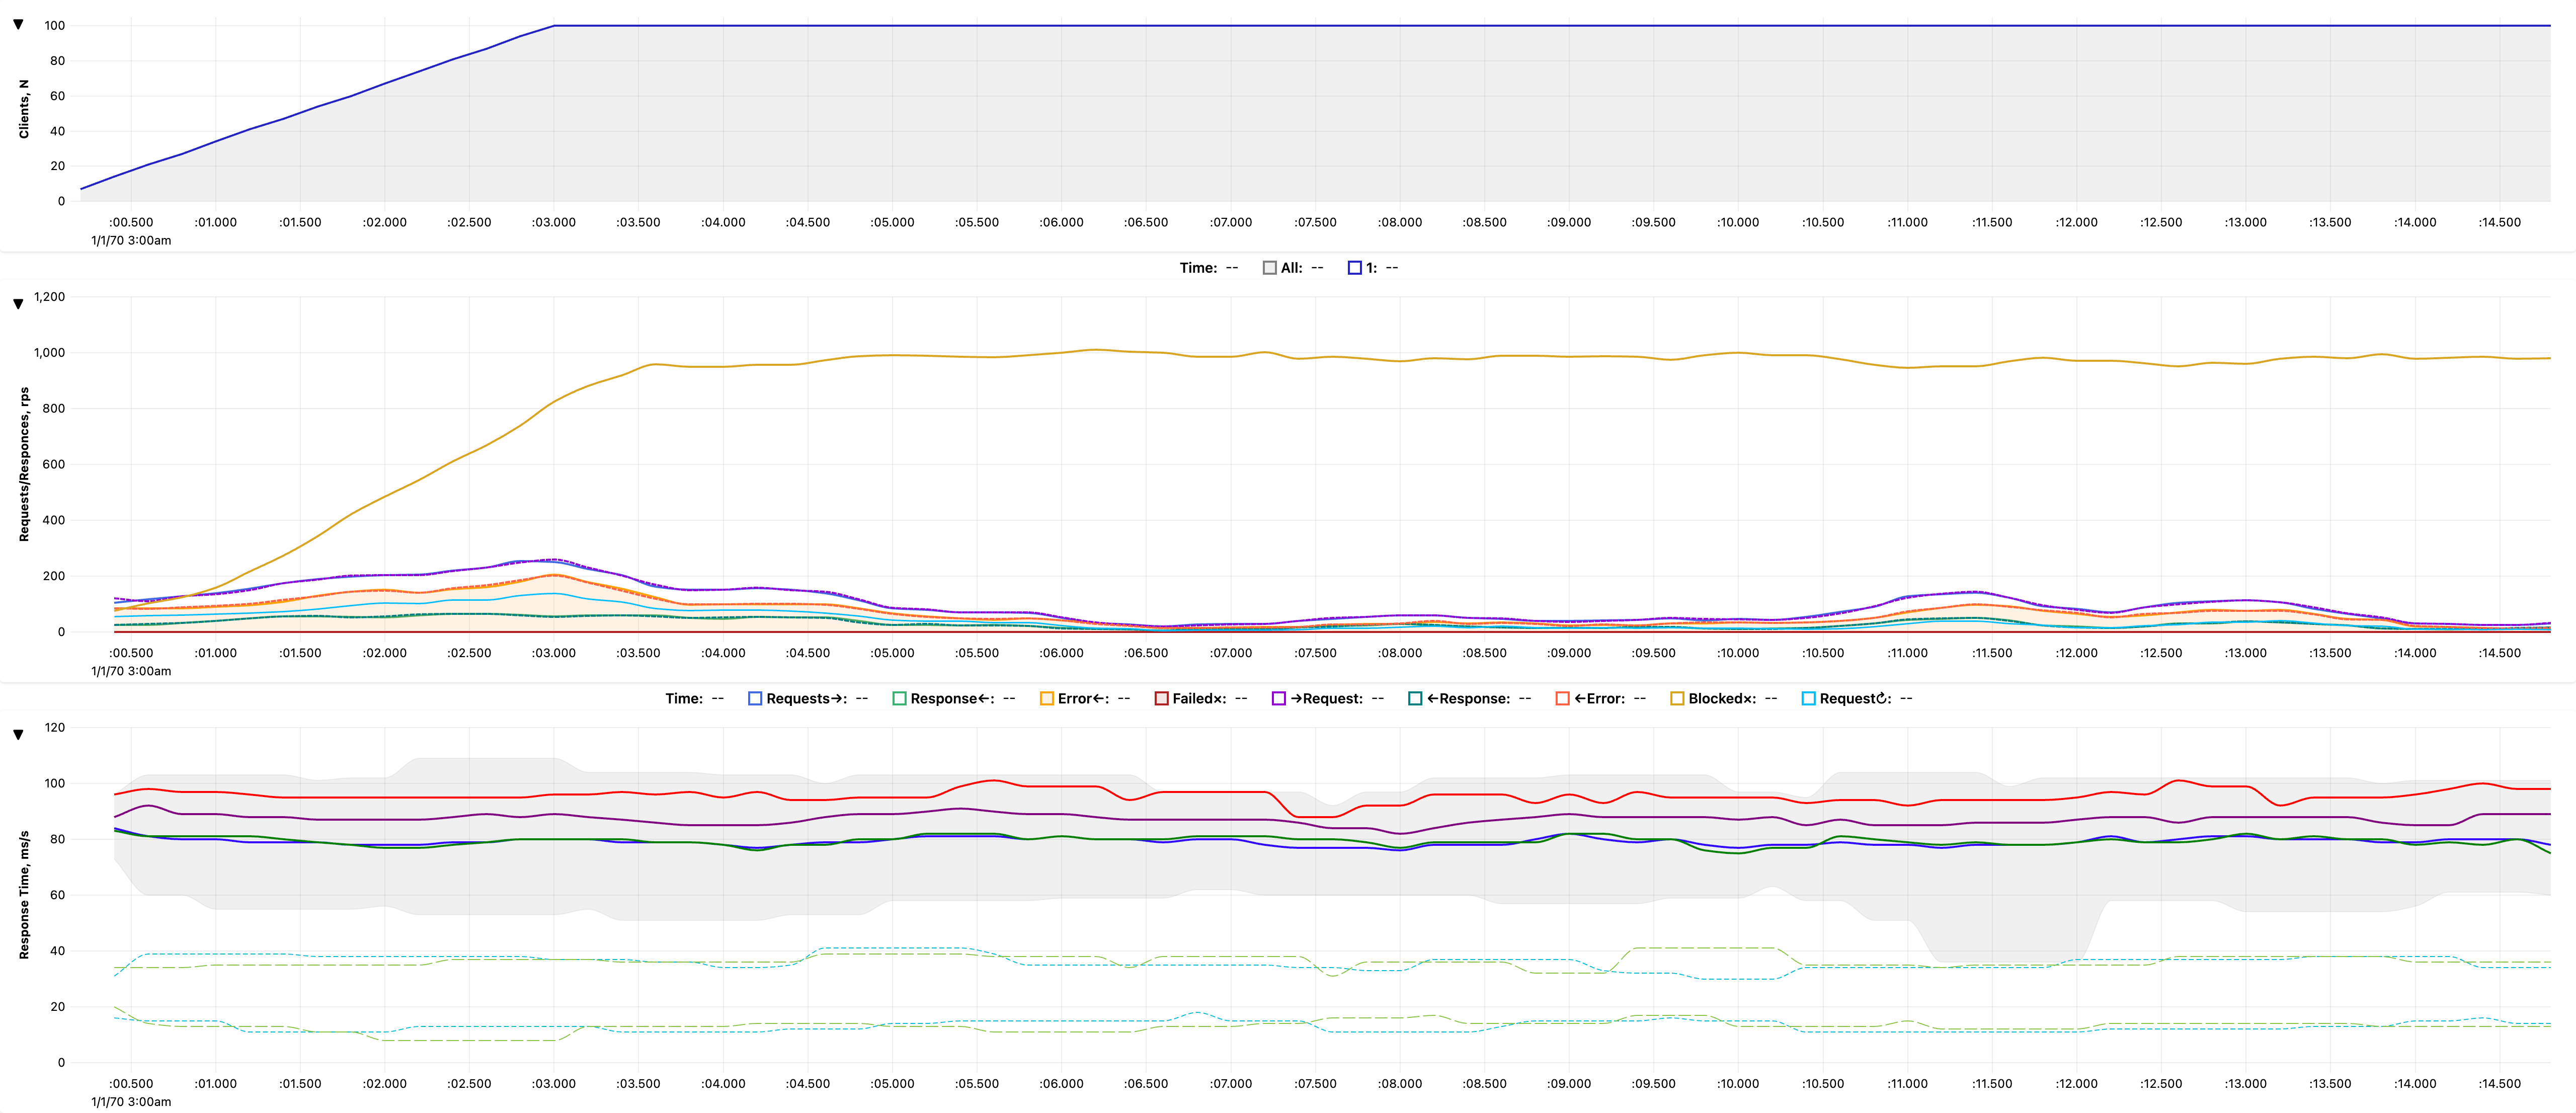 ▼
Clients, N
100
80
60
40
20
0
:00.500 :01.000 :01.500 :02.000 :02.500 :03.000 :03.500 :04.000 :04.500 :05.000 :05.500 :06.000 :06.500 :07.000 :07.500 :08.000 :08.500 :09.000 :09.500 :10.000 :10.500 :11.000 :11.500 :12.000 :12.500 :13.000 :13.500 :14.000 :14.500
1/1/70 3:00am
Time: -- All: -- 1: --
▼
Requests/Responces, rps
1,200
1,000
800
600
400
200
0
:00.500 :01.000 :01.500 :02.000 :02.500 :03.000 :03.500 :04.000 :04.500 :05.000 :05.500 :06.000 :06.500 :07.000 :07.500 :08.000 :08.500 :09.000 :09.500 :10.000 :10.500 :11.000 :11.500 :12.000 :12.500 :13.000 :13.500 :14.000 :14.500
1/1/70 3:00am
Time: -- Requests→: -- Response←: -- Error←: -- Failed×: -- →Request: -- ←Response: -- ←Error: -- Blocked×: -- Request↻: --
▼
Response Time, ms/s
120
100
80
60
40
20
0
:00.500 :01.000 :01.500 :02.000 :02.500 :03.000 :03.500 :04.000 :04.500 :05.000 :05.500 :06.000 :06.500 :07.000 :07.500 :08.000 :08.500 :09.000 :09.500 :10.000 :10.500 :11.000 :11.500 :12.000 :12.500 :13.000 :13.500 :14.000 :14.500
1/1/70 3:00am